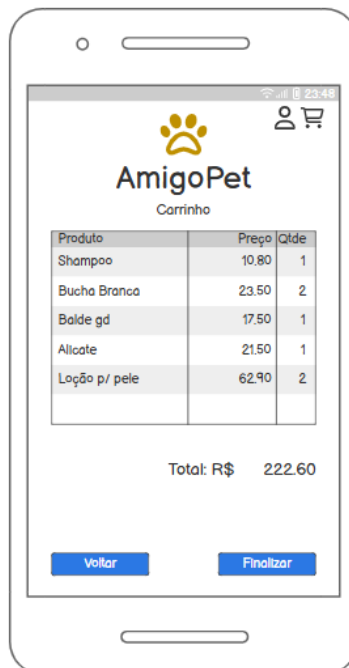 23:48
AmigoPet
Carrinho
Produto Preço Qtde
Shampoo 10.80 1
Bucha Branca 23.50 2
Balde gd 17.50 1
Alicate 21.50 1
Loção p/ pele 62.90 2
Total: R$ 222.60
Voltar Finalizar